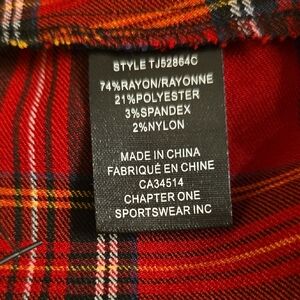 STYLE TJ52864C
74%RAYON/RAYONNE
21%POLYESTER
3%SPANDEX
2%NYLON
MADE IN CHINA
FABRIQUÉ EN CHINE
CA34514
CHAPTER ONE
SPORTSWEAR INC